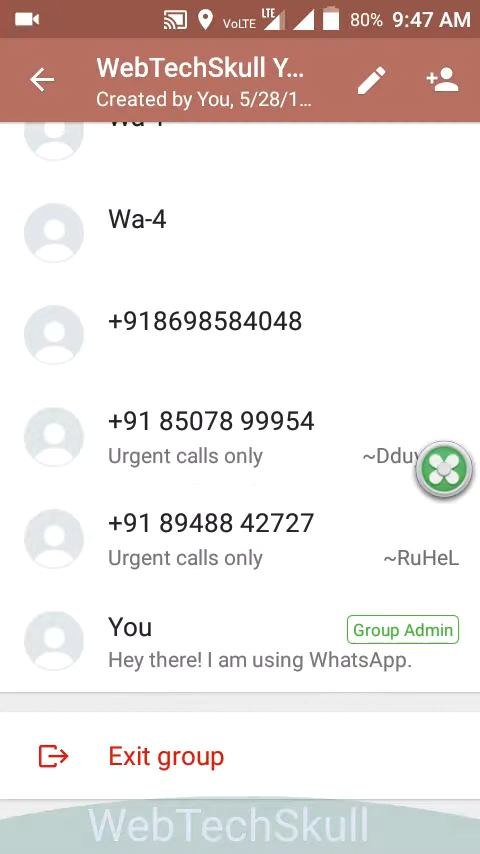 VoLTE LTE 80% 9:47 AM
WebTechSkull Y...
Created by You, 5/28/1...
Wa-4
+918698584048
+91 85078 99954
Urgent calls only
+91 89488 42727
Urgent calls only ~RuHeL
You Group Admin
Hey there! I am using WhatsApp.
Exit group
WebTechSkull